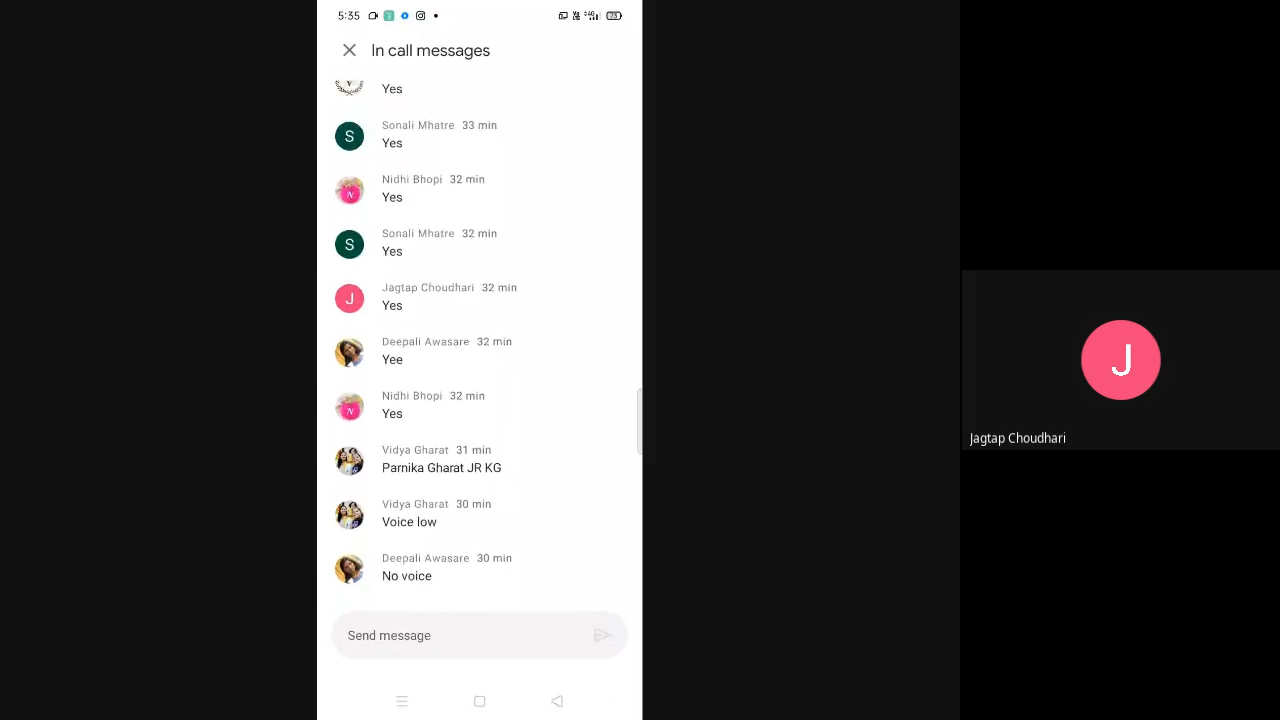 5:35
In call messages
Yes
Sonali Mhatre 33 min
S
Yes
Nidhi Bhopi 32 min
Yes
Sonali Mhatre 32 min
S
Yes
Jagtap Choudhari 32 min
J
Yes
Deepali Awasare 32 min
Yee
Nidhi Bhopi 32 min
Yes
Vidya Gharat 31 min
Parnika Gharat JR KG
Vidya Gharat 30 min
Voice low
Deepali Awasare 30 min
No voice
Send message
J
Jagtap Choudhari